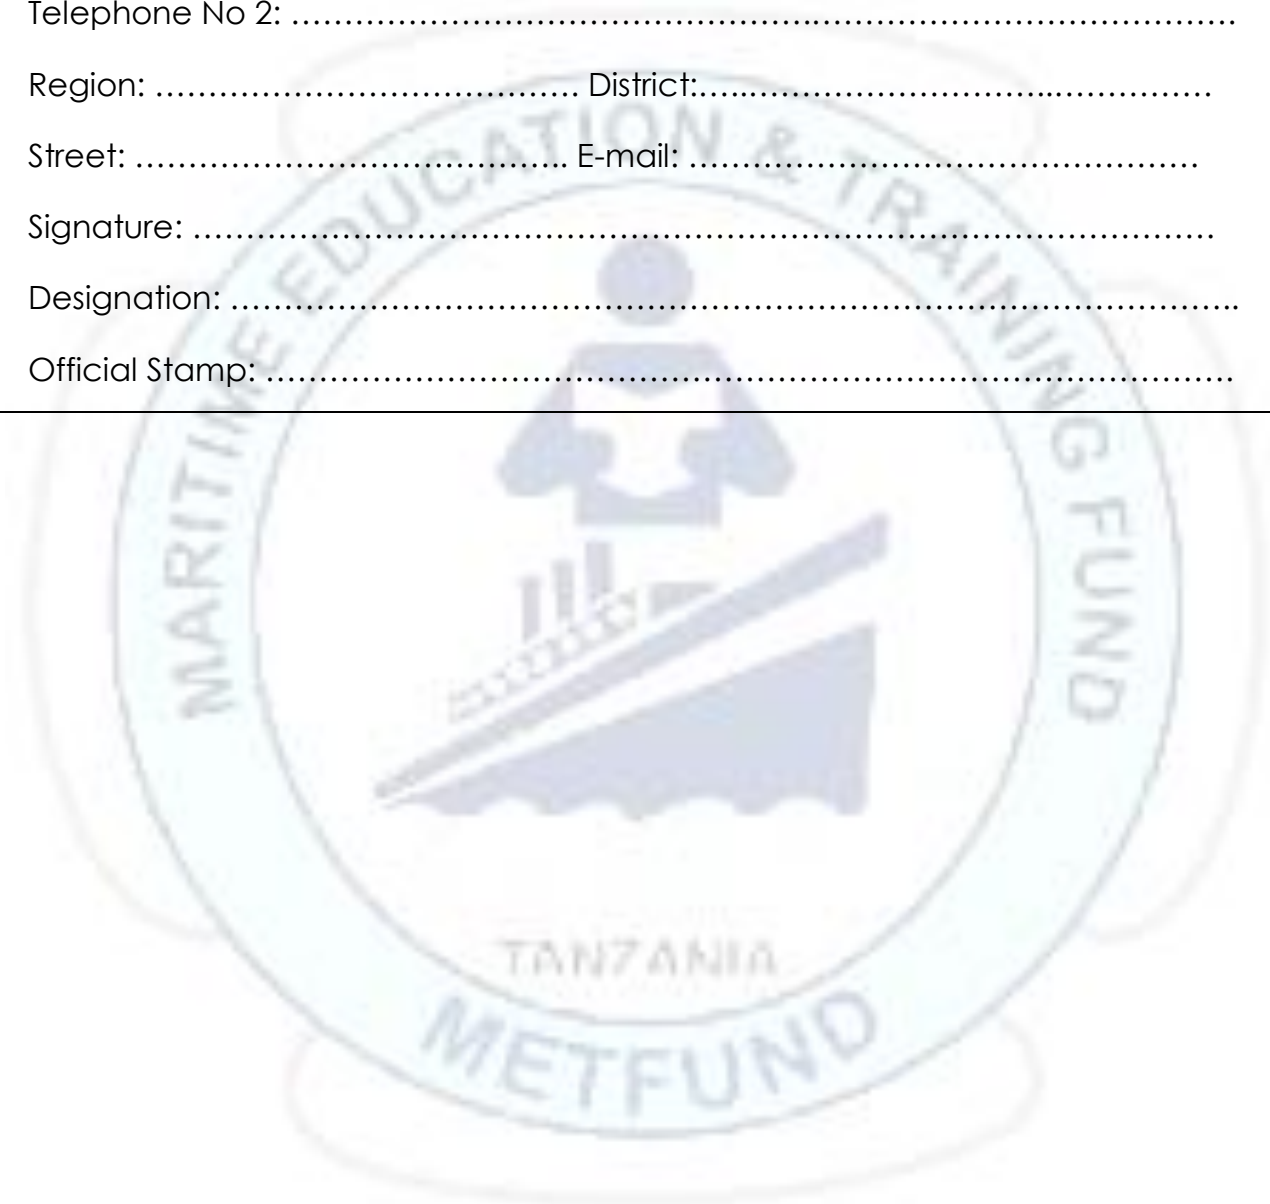 Telephone No 2: ……………………………………………………………………………………
Region: ………………………………… District:……………………………………………
Street: ………………………………….. E-mail: …………………………………………
Signature: ……………………………………………………………………………………
Designation: ……………………………………………………………………………………..
Official Stamp: …………………………………………………………………………………
MARITIME EDUCATION & TRAINING FUND
TANZANIA
METFUND